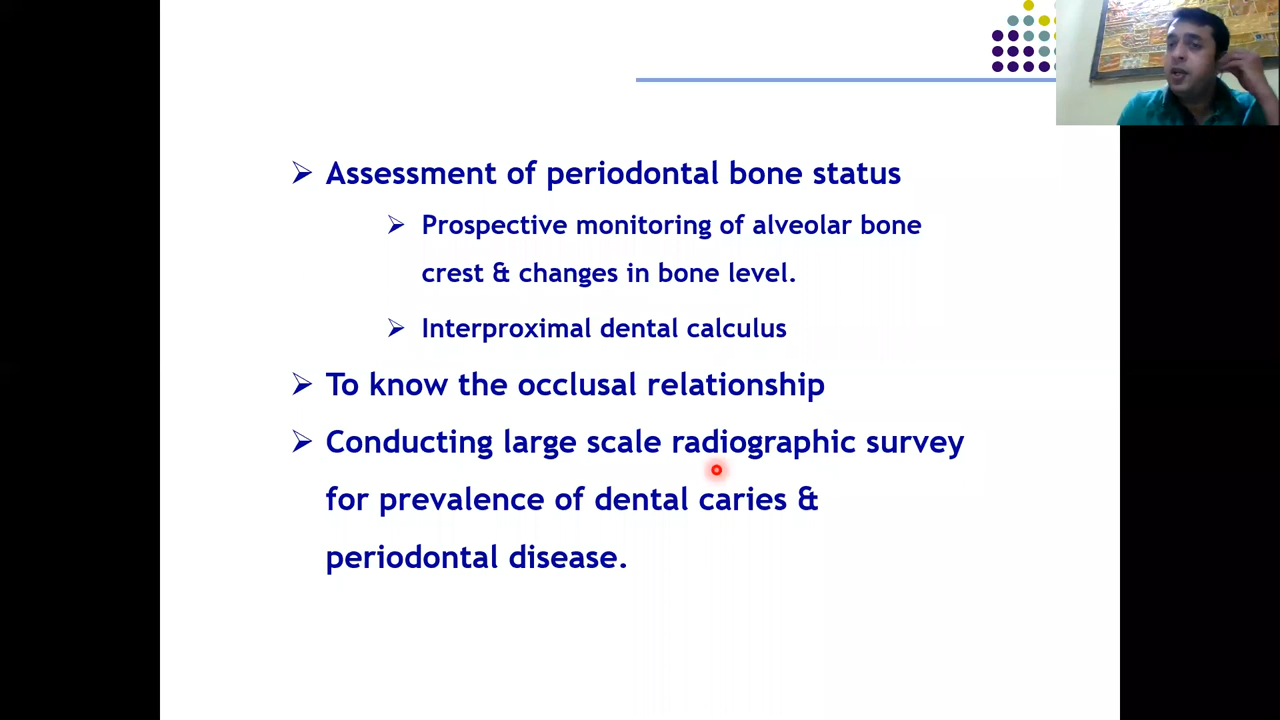 ➢ Assessment of periodontal bone status
➢ Prospective monitoring of alveolar bone
crest & changes in bone level.
➢ Interproximal dental calculus
➢ To know the occlusal relationship
➢ Conducting large scale radiographic survey
for prevalence of dental caries &
periodontal disease.